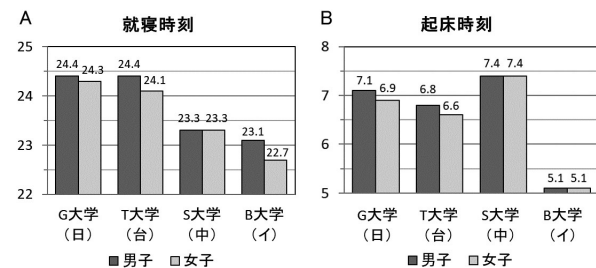 A 就寝時刻
25
24
23
22
24.4 24.3 24.4 24.1 23.3 23.3 23.1 22.7
G大学 T大学 S大学 B大学
（日） （台） （中） （イ）
■男子 ■女子
B 起床時刻
8
7
6
5
7.1 6.9 6.8 6.6 7.4 7.4 5.1 5.1
G大学 T大学 S大学 B大学
（日） （台） （中） （イ）
■男子 ■女子